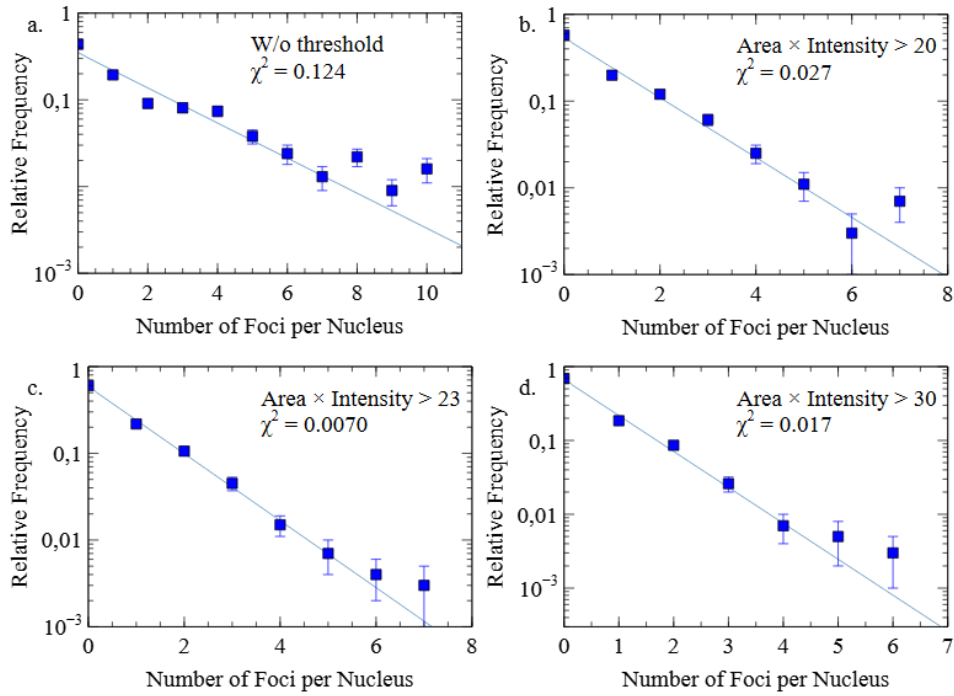 a.
W/o threshold
χ² = 0.124
Relative Frequency
1
0,1
10⁻³
0 2 4 6 8 10
Number of Foci per Nucleus
b.
Area × Intensity > 20
χ² = 0.027
Relative Frequency
1
0,1
0,01
10⁻³
0 2 4 6 8
Number of Foci per Nucleus
c.
Area × Intensity > 23
χ² = 0.0070
Relative Frequency
1
0,1
0,01
10⁻³
0 2 4 6 8
Number of Foci per Nucleus
d.
Area × Intensity > 30
χ² = 0.017
Relative Frequency
1
0,1
0,01
10⁻³
0 1 2 3 4 5 6 7
Number of Foci per Nucleus